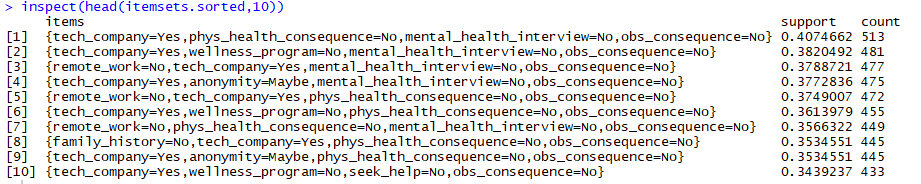 > inspect(head(itemsets.sorted,10))
items support count
[1] {tech_company=Yes,phys_health_consequence=No,mental_health_interview=No,obs_consequence=No} 0.4074662 513
[2] {tech_company=Yes,wellness_program=No,mental_health_interview=No,obs_consequence=No} 0.3820492 481
[3] {remote_work=No,tech_company=Yes,mental_health_interview=No,obs_consequence=No} 0.3788721 477
[4] {tech_company=Yes,anonymity=Maybe,mental_health_interview=No,obs_consequence=No} 0.3772836 475
[5] {remote_work=No,tech_company=Yes,phys_health_consequence=No,obs_consequence=No} 0.3749007 472
[6] {tech_company=Yes,wellness_program=No,phys_health_consequence=No,obs_consequence=No} 0.3613979 455
[7] {remote_work=No,phys_health_consequence=No,mental_health_interview=No,obs_consequence=No} 0.3566322 449
[8] {family_history=No,tech_company=Yes,phys_health_consequence=No,obs_consequence=No} 0.3534551 445
[9] {tech_company=Yes,anonymity=Maybe,phys_health_consequence=No,obs_consequence=No} 0.3534551 445
[10] {tech_company=Yes,wellness_program=No,seek_help=No,obs_consequence=No} 0.3439237 433